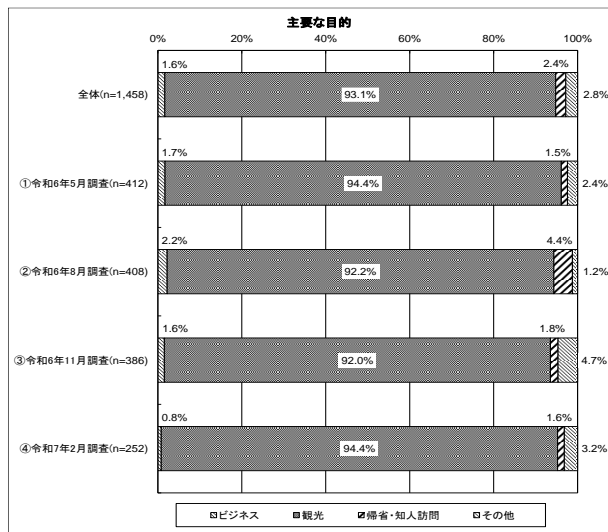 主要な目的
0% 20% 40% 60% 80% 100%
1.6% 2.4%
全体(n=1,458) 93.1% 2.8%
1.7% 1.5%
①令和6年5月調査(n=412) 94.4% 2.4%
2.2% 4.4%
②令和6年8月調査(n=408) 92.2% 1.2%
1.6% 1.8%
③令和6年11月調査(n=386) 92.0% 4.7%
0.8% 1.6%
④令和7年2月調査(n=252) 94.4% 3.2%
ビジネス 観光 帰省・知人訪問 その他